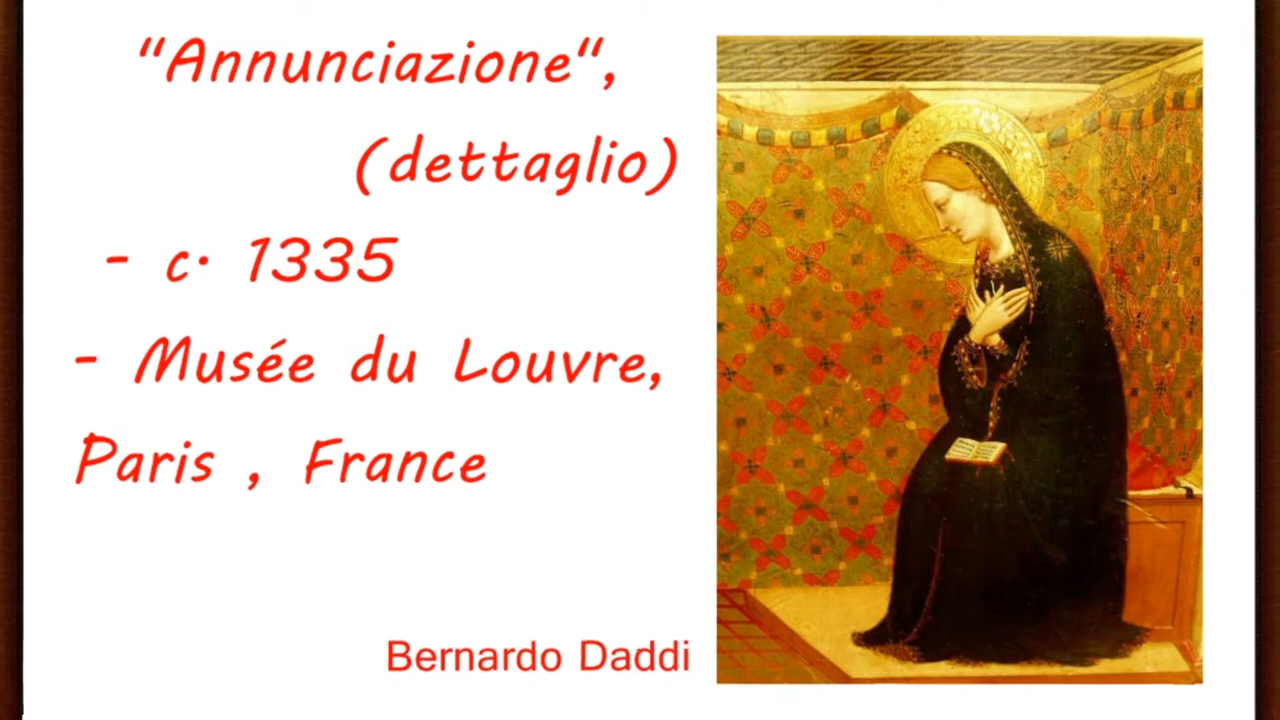 "Annunciazione",
(dettaglio)
- c. 1335
- Musée du Louvre,
Paris , France
Bernardo Daddi